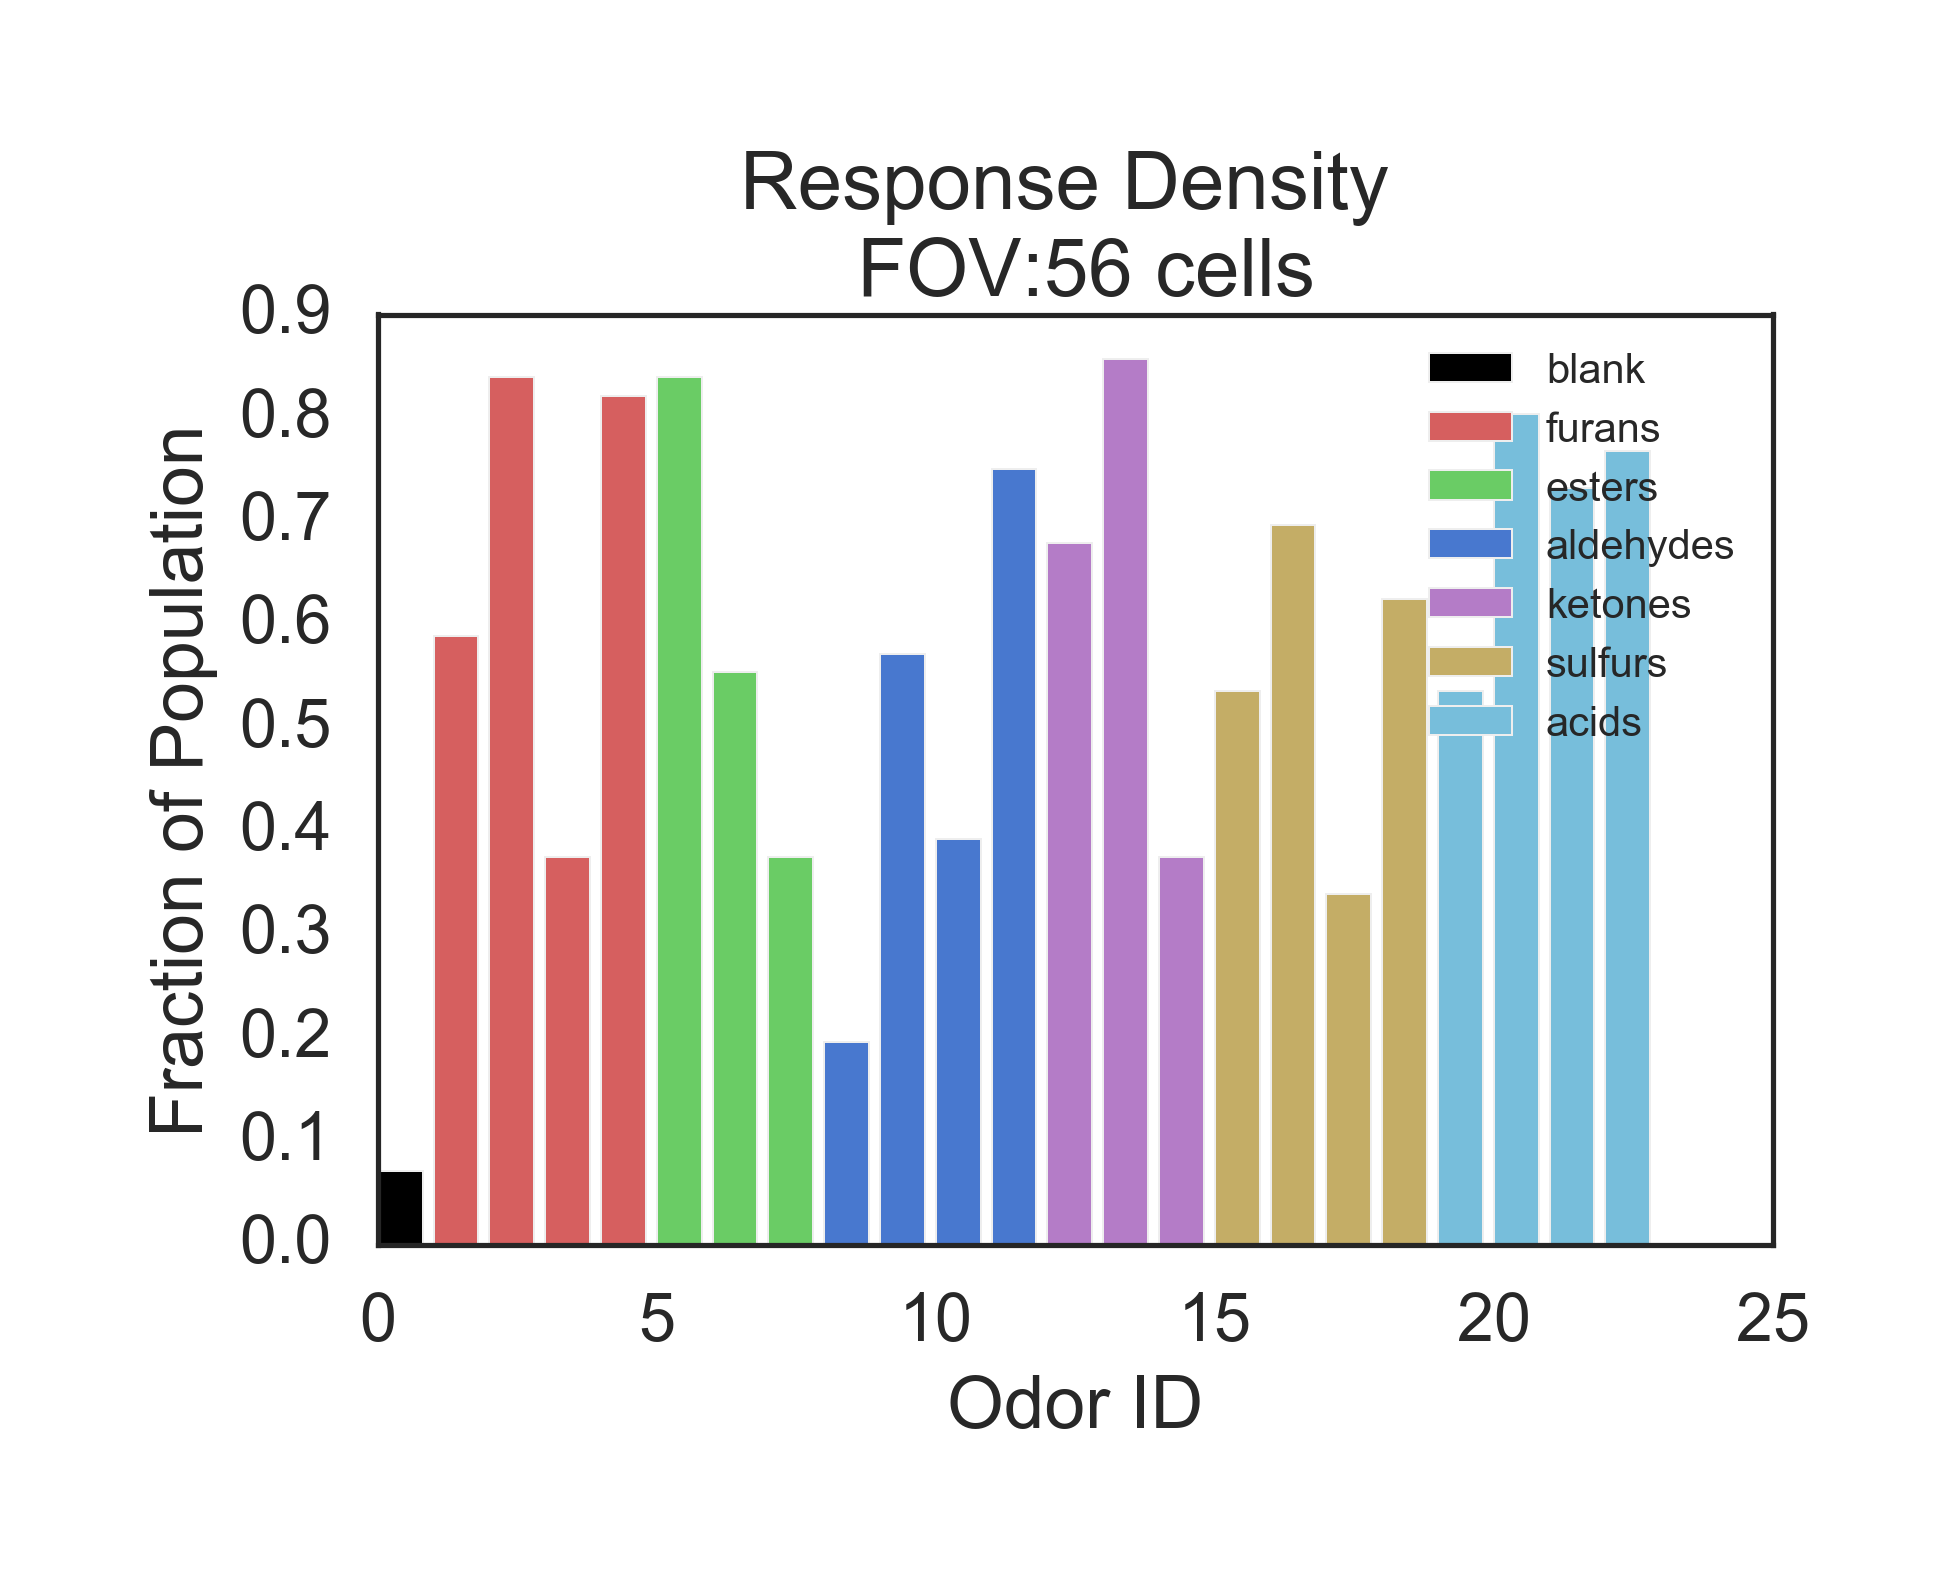 Response Density
FOV:56 cells
0.9
0.8
0.7
0.6
0.5
0.4
0.3
0.2
0.1
0.0
Fraction of Population
blank
furans
esters
aldehydes
ketones
sulfurs
acids
0 5 10 15 20 25
Odor ID